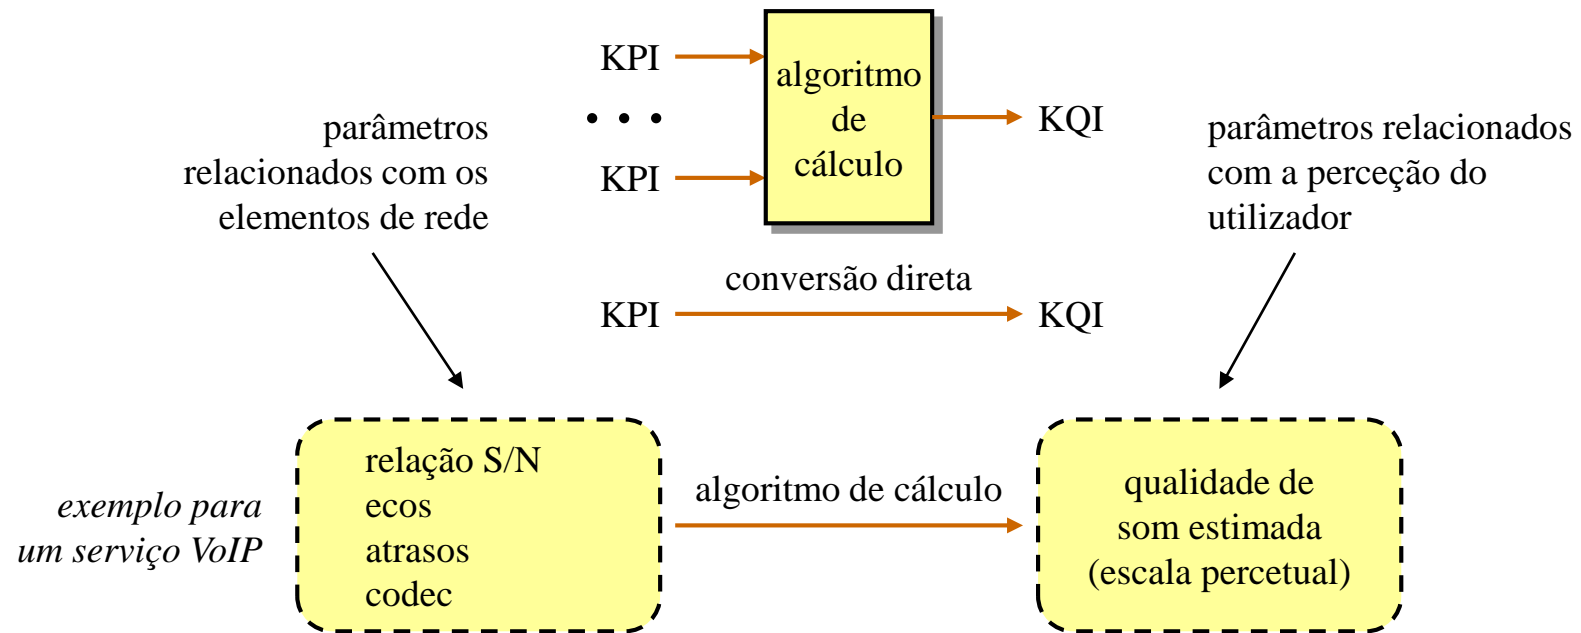 KPI
• • •
KPI
algoritmo
de
cálculo
KQI
parâmetros
relacionados com os
elementos de rede
parâmetros relacionados
com a perceção do
utilizador
conversão direta
KPI
KQI
exemplo para
um serviço VoIP
relação S/N
ecos
atrasos
codec
algoritmo de cálculo
qualidade de
som estimada
(escala percetual)